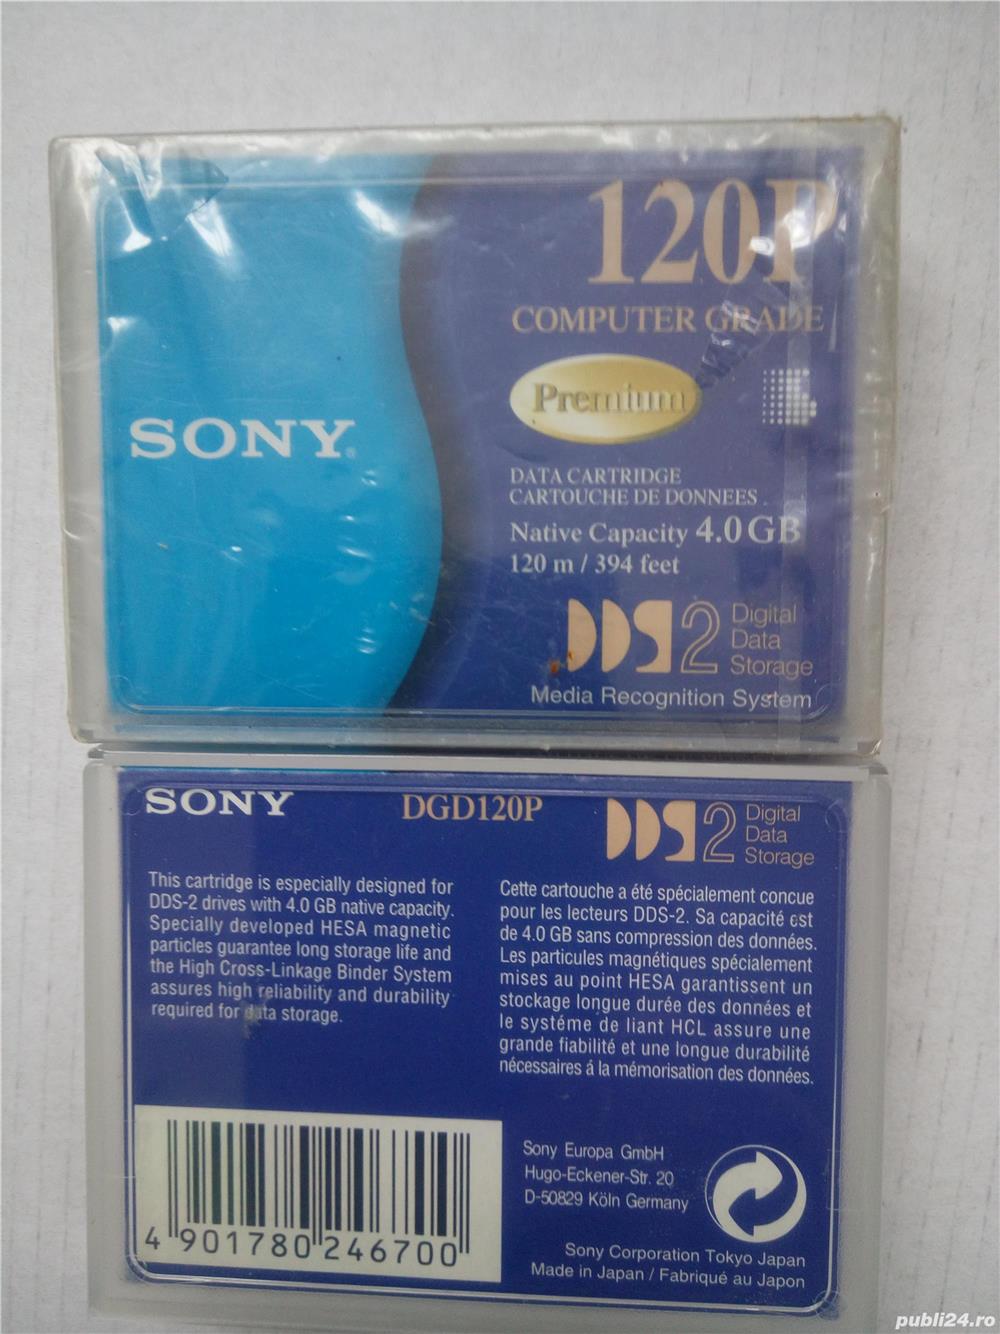 120P
COMPUTER GRADE
Premium
SONY
DATA CARTRIDGE
CARTOUCHE DE DONNEES
Native Capacity 4.0 GB
120 m / 394 feet
DDS2 Digital
Data
Storage
Media Recognition System
SONY
DGD120P
DDS2 Digital
Data
Storage
This cartridge is especially designed for
DDS-2 drives with 4.0 GB native capacity.
Specially developed HESA magnetic
particles guarantee long storage life and
the High Cross-Linkage Binder System
assures high reliability and durability
required for data storage.
Cette cartouche a été spécialement concue
pour les lecteurs DDS-2. Sa capacité est
de 4.0 GB sans compression des données.
Les particules magnétiques spécialement
mises au point HESA garantissent un
stockage longue durée des données et
le systéme de liant HCL assure une
grande fiabilité et une longue durabilité
nécessaires á la mémorisation des données.
4 901780 246700
Sony Europa GmbH
Hugo-Eckener-Str. 20
D-50829 Köln Germany
Sony Corporation Tokyo Japan
Made in Japan / Fabriqué au Japon
publi24.ro